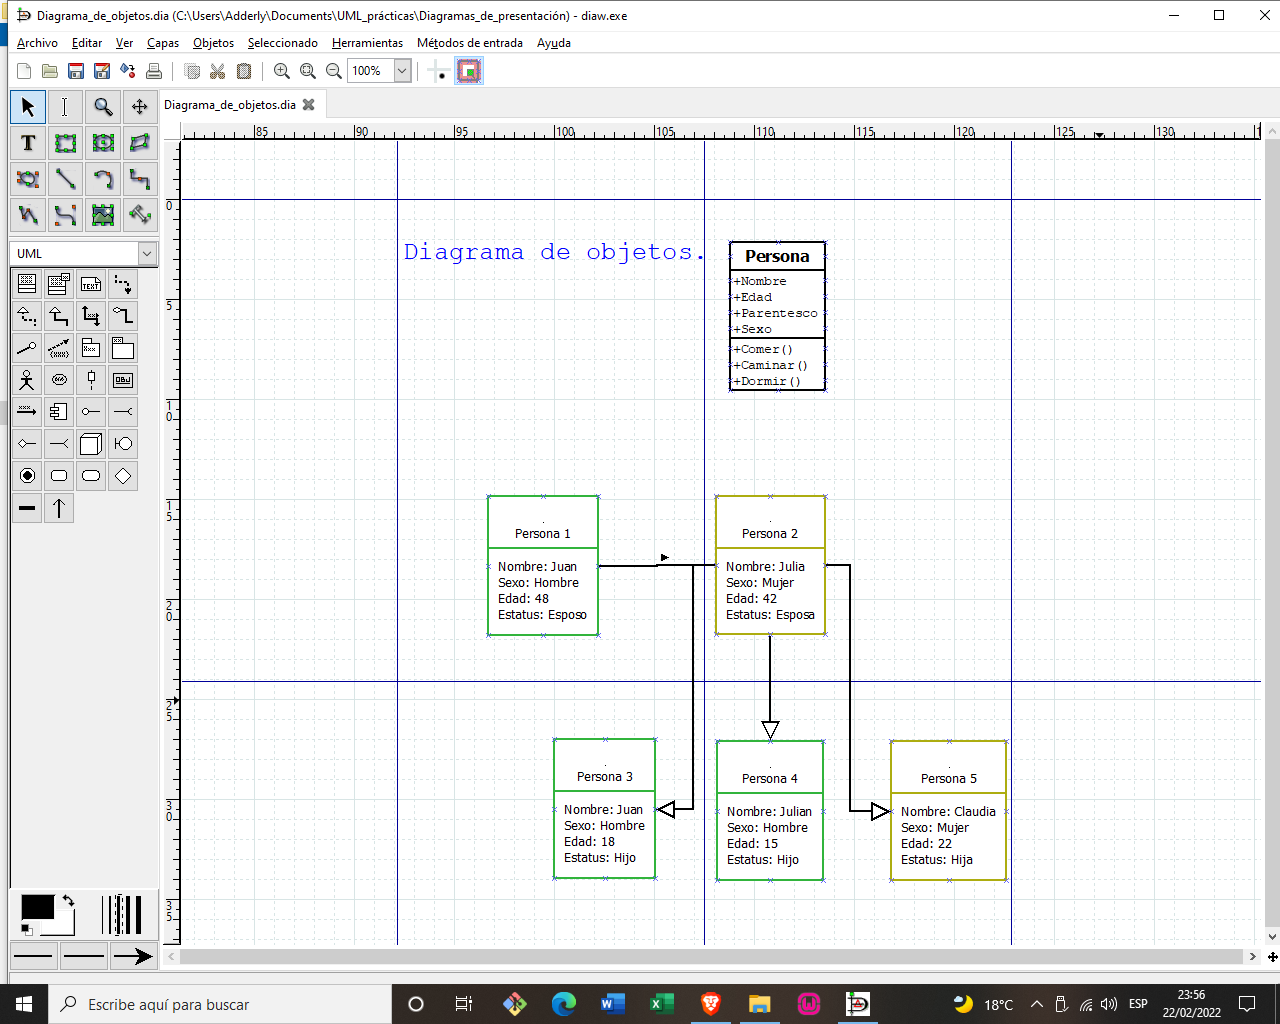 Diagrama_de_objetos.dia (C:\Users\Adderly\Documents\UML_prácticas\Diagramas_de_presentación) - diaw.exe
Archivo Editar Ver Capas Objetos Seleccionado Herramientas Métodos de entrada Ayuda
100%
Diagrama_de_objetos.dia
85 90 95 100 105 110 115 120 125 130 1
T
UML
TEXT
OBJ
0
5
10
15
20
25
30
35
Diagrama de objetos.
Persona
+Nombre
+Edad
+Parentesco
+Sexo
+Comer()
+Caminar()
+Dormir()
Persona 1
Nombre: Juan
Sexo: Hombre
Edad: 48
Estatus: Esposo
Persona 2
Nombre: Julia
Sexo: Mujer
Edad: 42
Estatus: Esposa
Persona 3
Nombre: Juan
Sexo: Hombre
Edad: 18
Estatus: Hijo
Persona 4
Nombre: Julian
Sexo: Hombre
Edad: 15
Estatus: Hijo
Persona 5
Nombre: Claudia
Sexo: Mujer
Edad: 22
Estatus: Hija
Escribe aquí para buscar
18°C
ESP
23:56
22/02/2022